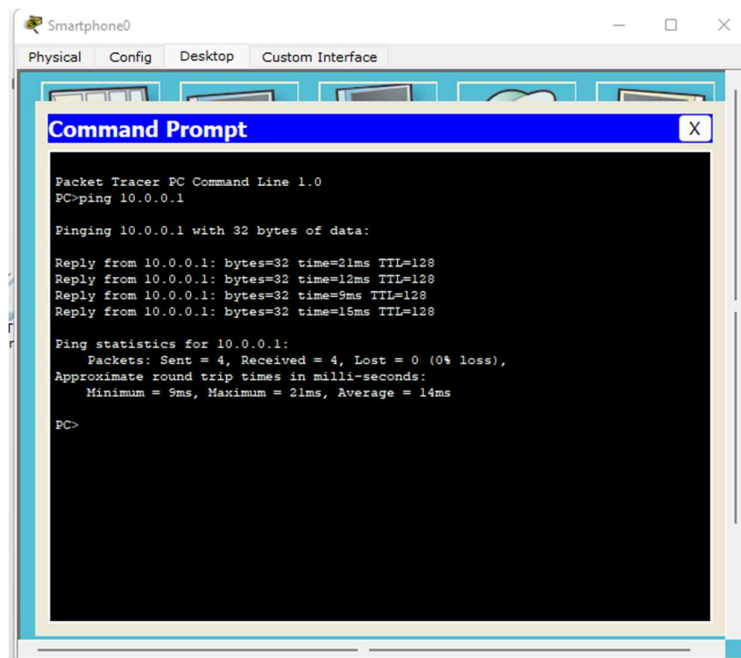 Smartphone0
Physical Config Desktop Custom Interface
Command Prompt
X
Packet Tracer PC Command Line 1.0
PC>ping 10.0.0.1
Pinging 10.0.0.1 with 32 bytes of data:
Reply from 10.0.0.1: bytes=32 time=21ms TTL=128
Reply from 10.0.0.1: bytes=32 time=12ms TTL=128
Reply from 10.0.0.1: bytes=32 time=9ms TTL=128
Reply from 10.0.0.1: bytes=32 time=15ms TTL=128
Ping statistics for 10.0.0.1:
Packets: Sent = 4, Received = 4, Lost = 0 (0% loss),
Approximate round trip times in milli-seconds:
Minimum = 9ms, Maximum = 21ms, Average = 14ms
PC>